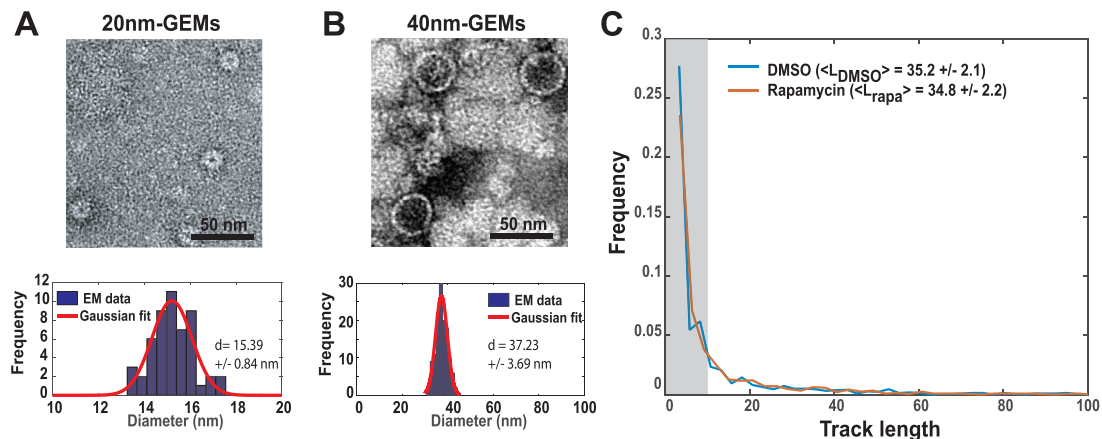 A
20nm-GEMs
50 nm
12
10
8
6
4
2
0
Frequency
EM data
Gaussian fit
d= 15.39
+/- 0.84 nm
10
12
14
16
18
20
Diameter (nm)
B
40nm-GEMs
50 nm
30
20
10
0
Frequency
EM data
Gaussian fit
d = 37.23
+/- 3.69 nm
0
20
40
60
80
100
Diameter (nm)
C
0.3
0.25
0.2
0.15
0.1
0.05
0
Frequency
DMSO (<LDMSO> = 35.2 +/- 2.1)
Rapamycin (<Lrapa> = 34.8 +/- 2.2)
0
20
40
60
80
100
Track length